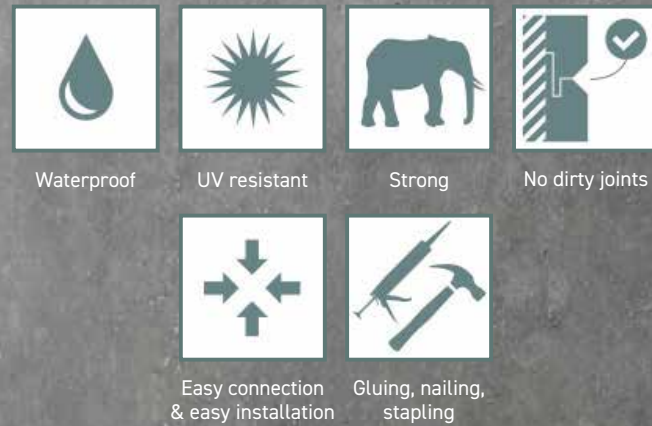 Waterproof
UV resistant
Strong
No dirty joints
Easy connection
& easy installation
Gluing, nailing,
stapling